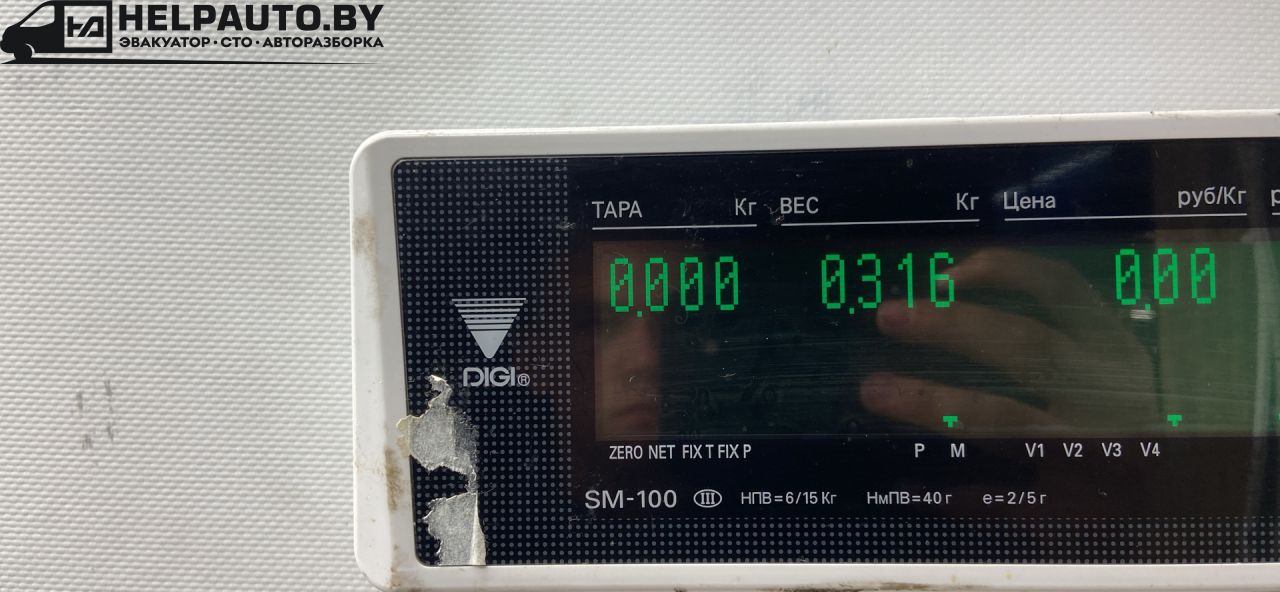 HELPAUTO.BY
ЭВАКУАТОР·СТО·АВТОРАЗБОРКА
ТАРА Кг ВЕС Кг Цена руб/Кг
0.000 0.316 0.00
DIGI®
ZERO NET FIX T FIX P P M V1 V2 V3 V4
SM-100 III НПВ=6/15 Кг НмПВ=40 г е=2/5 г